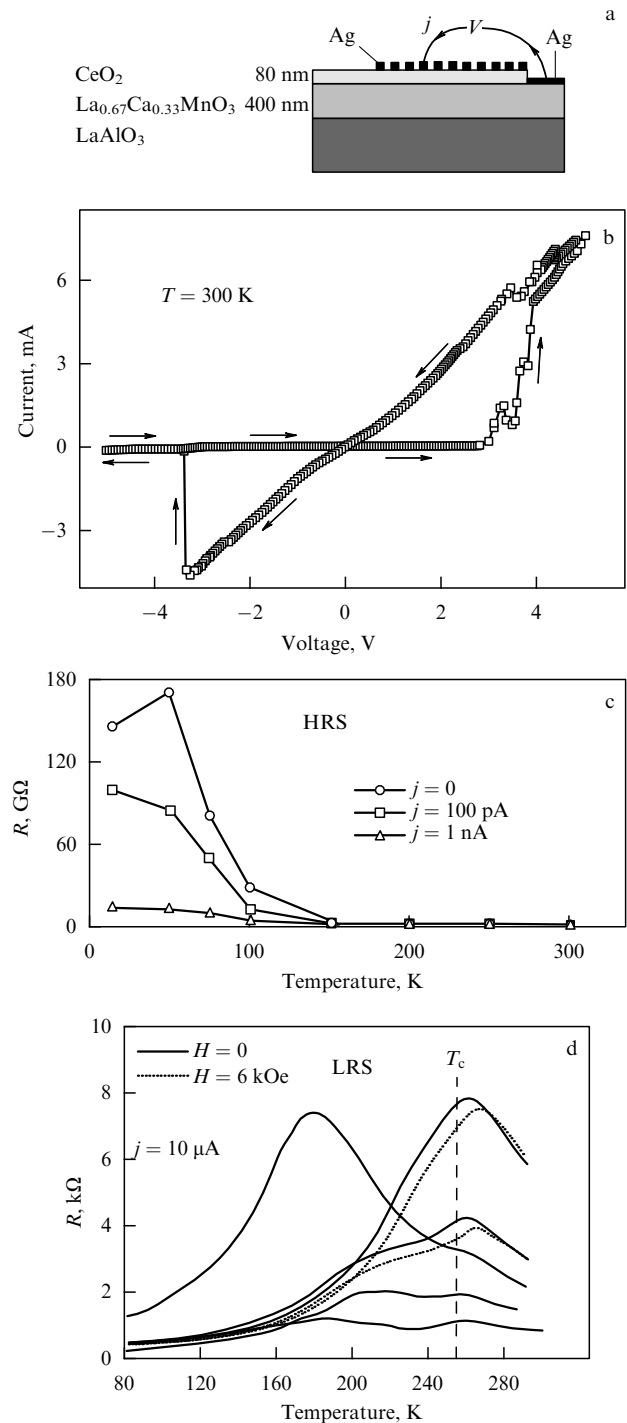 a
Ag j V Ag
CeO₂ 80 nm
La₀.₆₇Ca₀.₃₃MnO₃ 400 nm
LaAlO₃
b
6
T = 300 K
3
0
−3
Current, mA
−4 −2 0 2 4
Voltage, V
180
c
HRS
120
j = 0
j = 100 pA
60
j = 1 nA
0
R, GΩ
0 100 200 300
Temperature, K
10
d
H = 0
H = 6 kOe
LRS
Tc
8
j = 10 μA
6
4
2
0
R, kΩ
80 120 160 200 240 280
Temperature, K